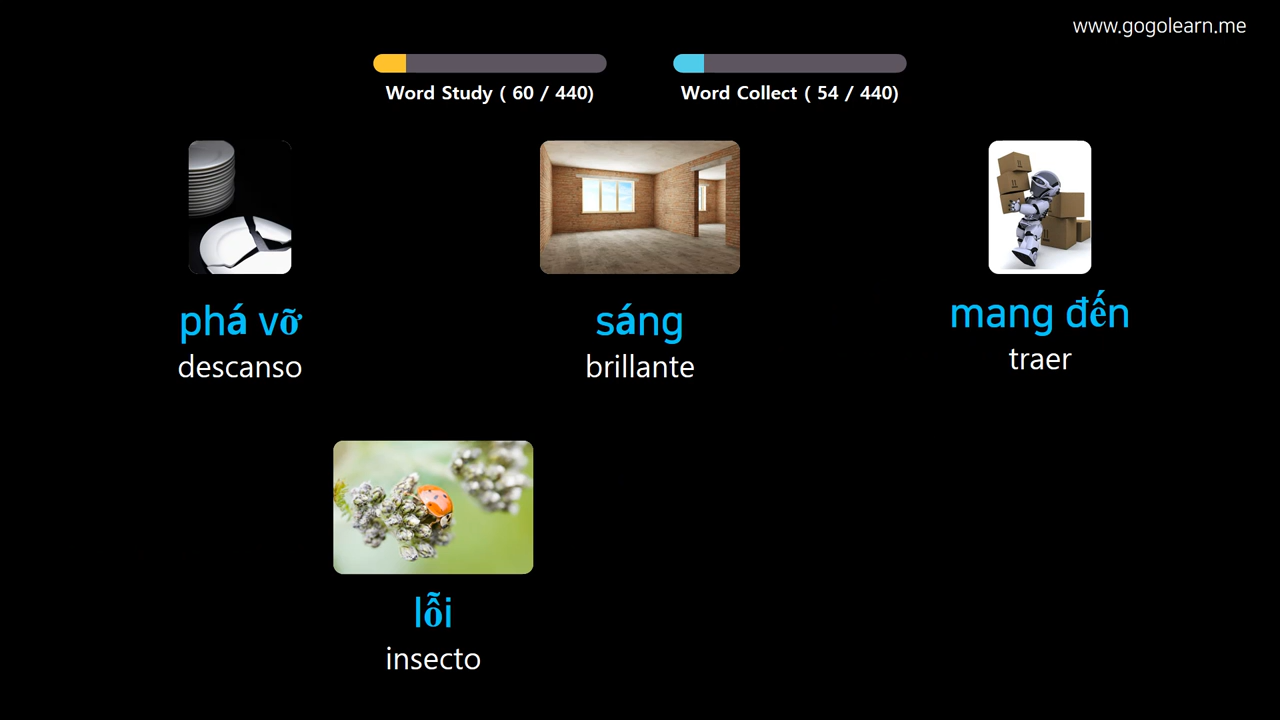 www.gogolearn.me
Word Study ( 60 / 440)
Word Collect ( 54 / 440)
phá vỡ
descanso
sáng
brillante
mang đến
traer
lỗi
insecto